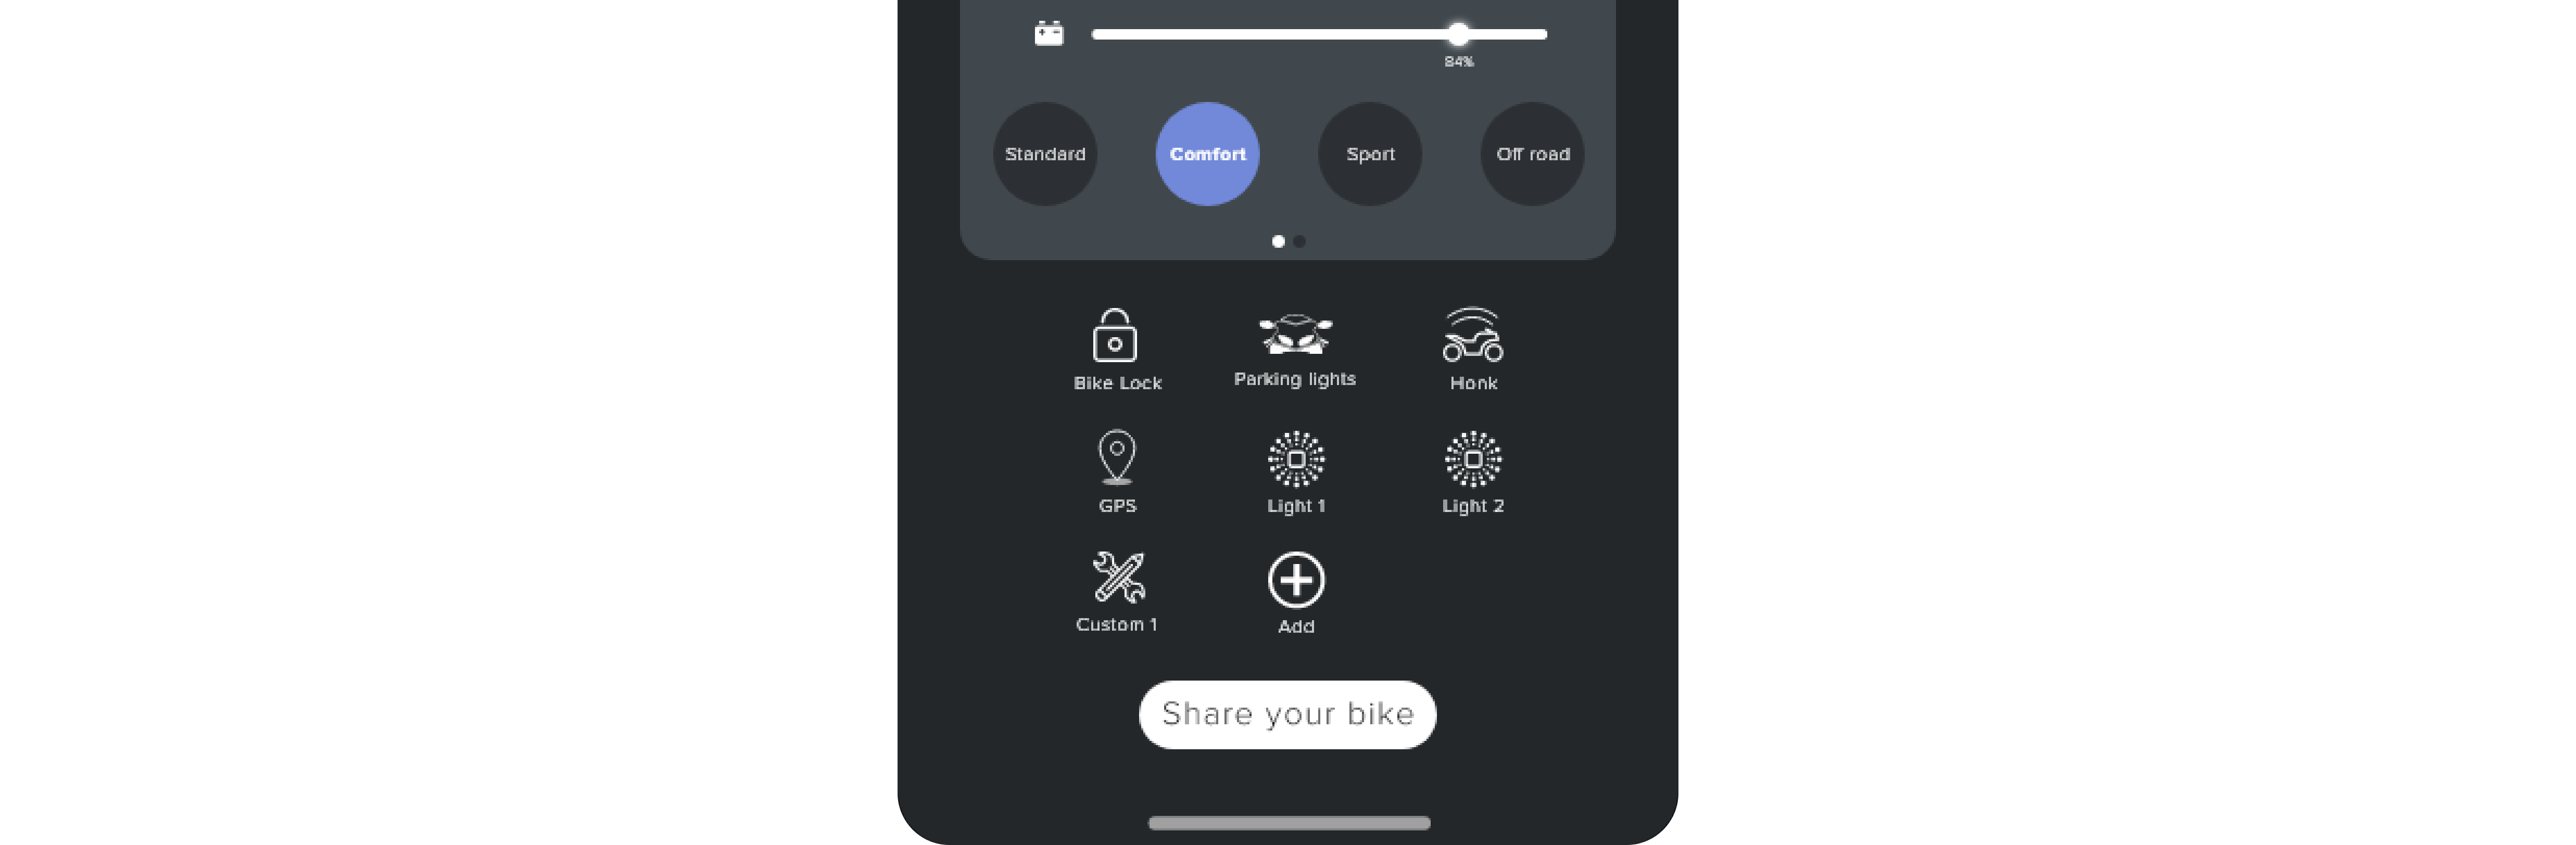 84%
Standard
Comfort
Sport
Off road
Bike Lock
Parking lights
Honk
GPS
Light 1
Light 2
Custom 1
Add
Share your bike